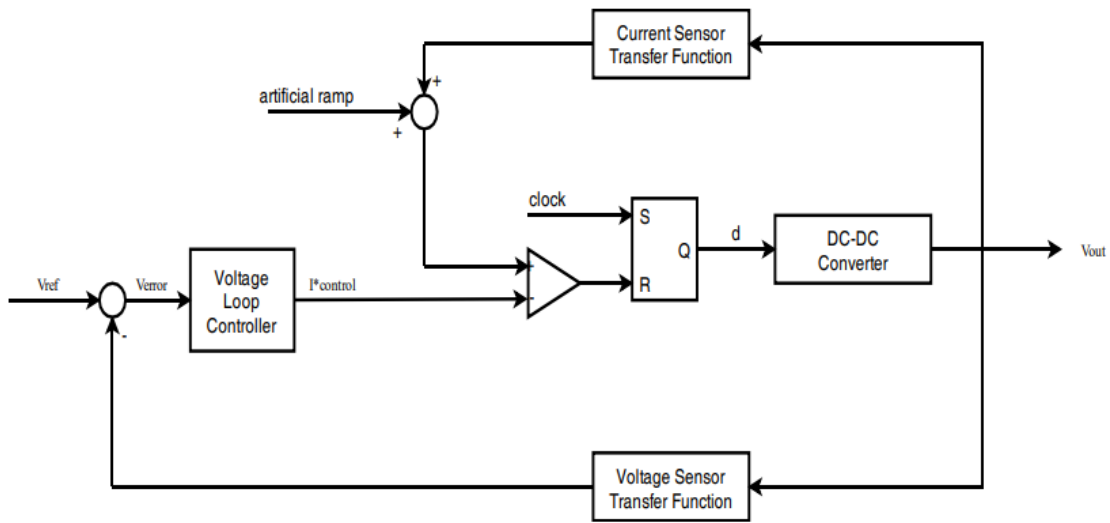 Current Sensor
Transfer Function
+
artificial ramp
+
clock
S
Q
R
d
DC-DC
Converter
Vout
+
-
Vref
Verror
Voltage
Loop
Controller
I*control
-
Voltage Sensor
Transfer Function